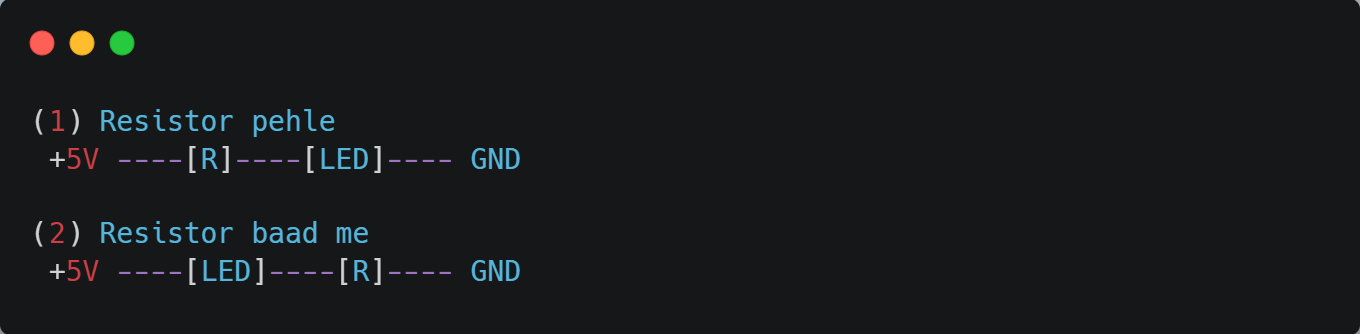 (1) Resistor pehle
+5V ----[R]----[LED]---- GND
(2) Resistor baad me
+5V ----[LED]----[R]---- GND